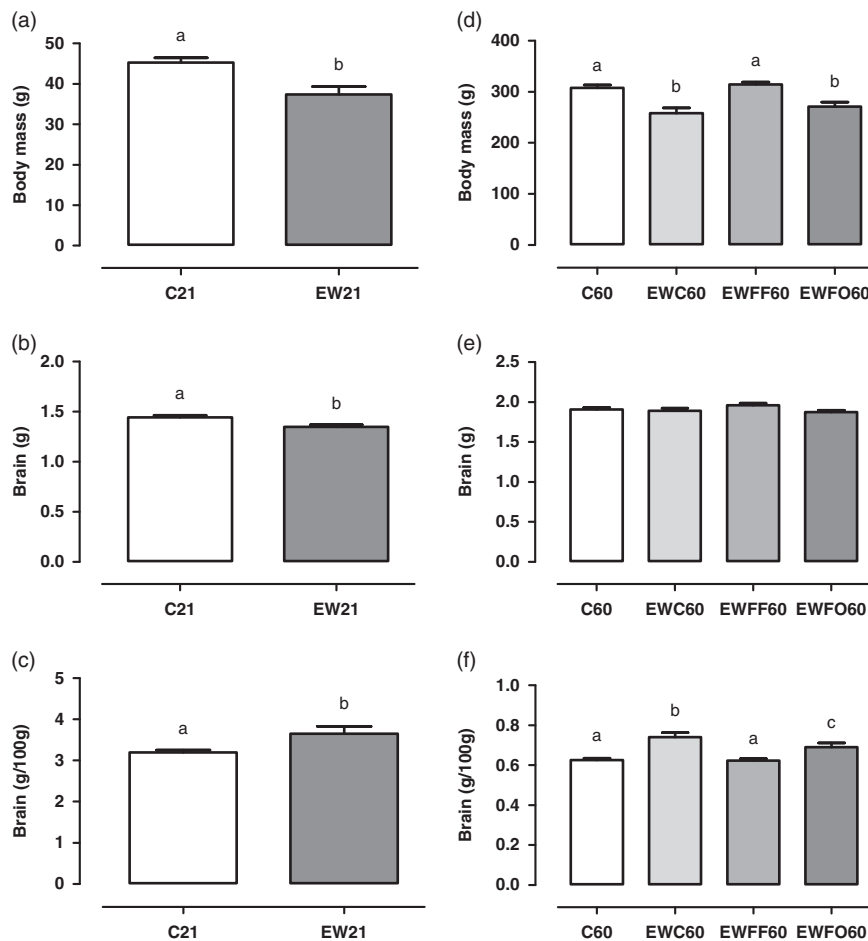 (a)
Body mass (g)
50
40
30
20
10
0
a
b
C21
EW21
(d)
Body mass (g)
400
300
200
100
0
a
b
a
b
C60
EWC60
EWFF60
EWFO60
(b)
Brain (g)
2.0
1.5
1.0
0.5
0.0
a
b
C21
EW21
(e)
Brain (g)
2.5
2.0
1.5
1.0
0.5
0.0
C60
EWC60
EWFF60
EWFO60
(c)
Brain (g/100g)
5
4
3
2
1
0
a
b
C21
EW21
(f)
Brain (g/100g)
1.0
0.8
0.6
0.4
0.2
0.0
a
b
a
c
C60
EWC60
EWFF60
EWFO60